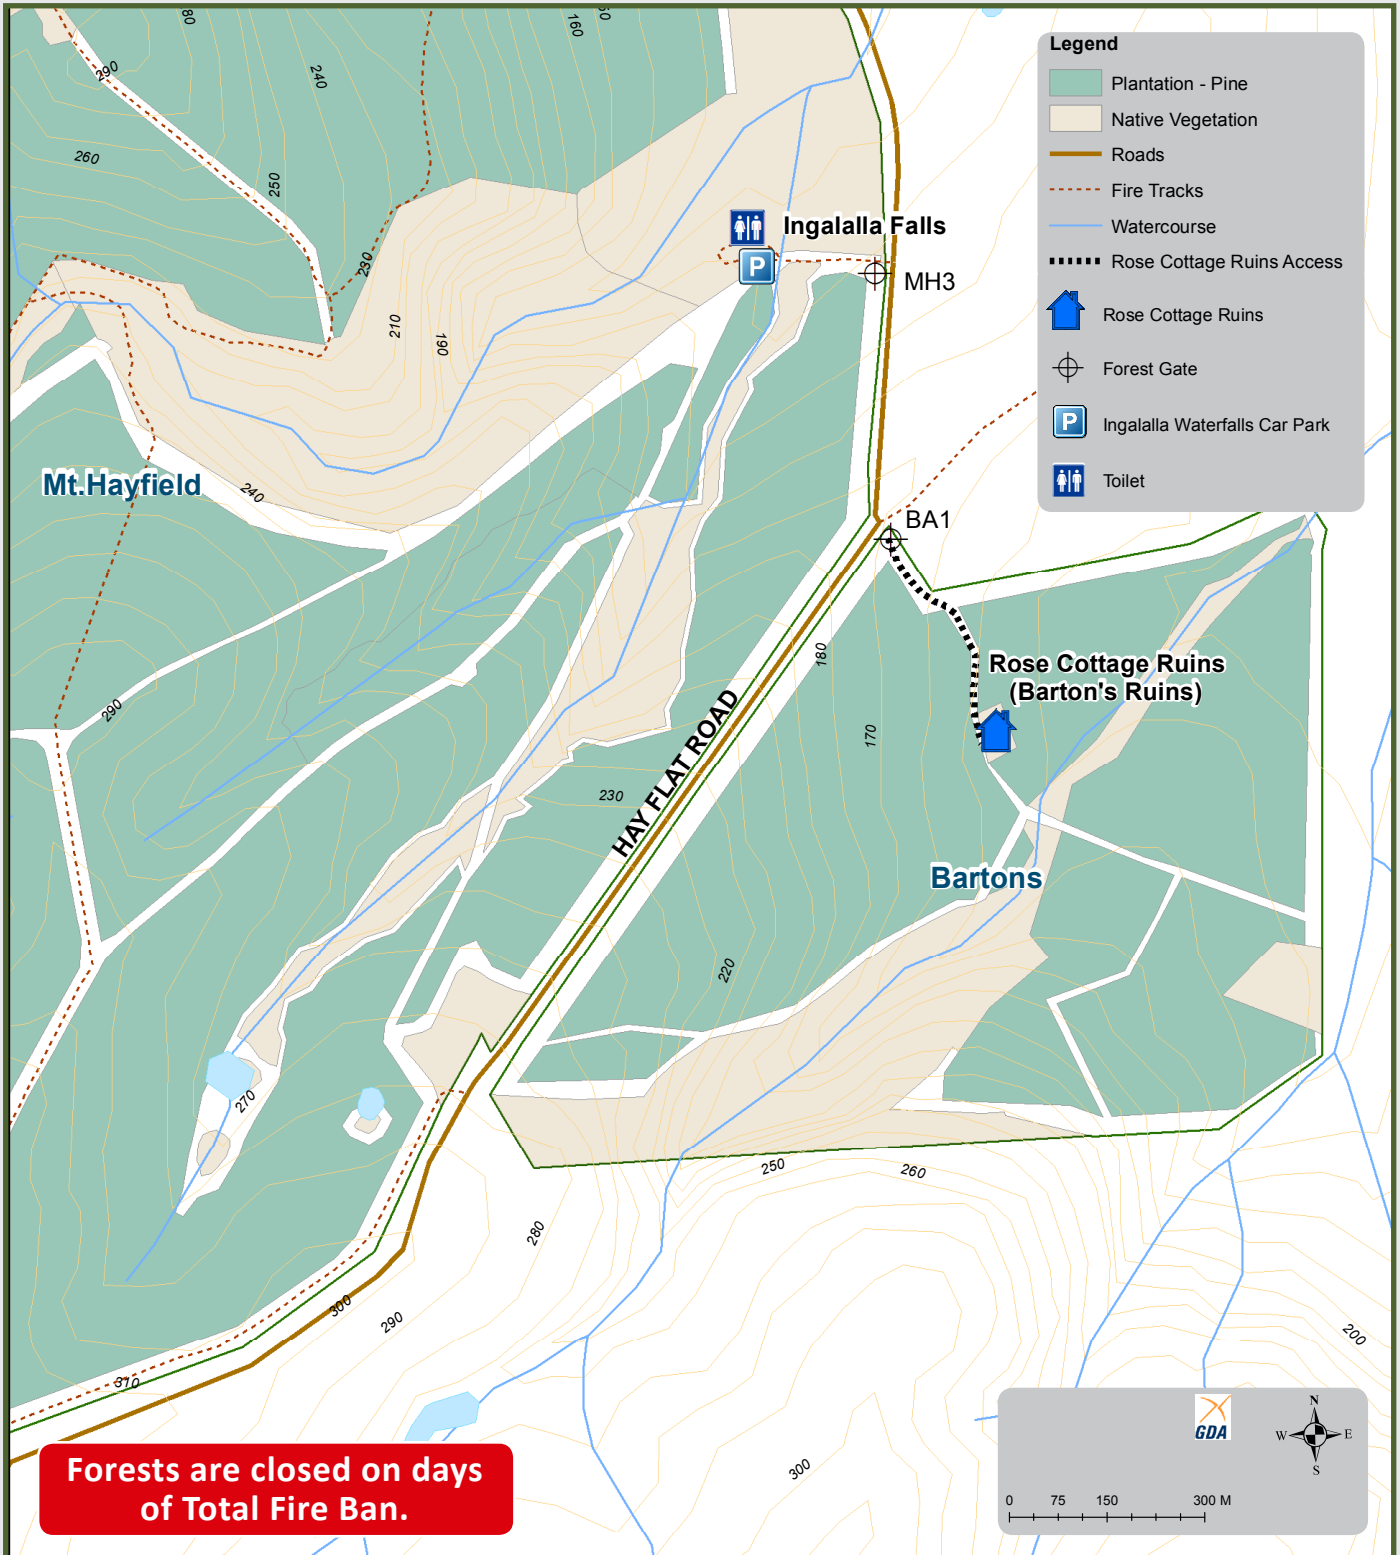 80
160
50
290
240
260
250
230
210
190
Ingalalla Falls
P
MH3
Legend
Plantation - Pine
Native Vegetation
Roads
Fire Tracks
Watercourse
Rose Cottage Ruins Access
Rose Cottage Ruins
Forest Gate
P
Ingalalla Waterfalls Car Park
Toilet
Mt.Hayfield
240
BA1
290
180
170
Rose Cottage Ruins
(Barton's Ruins)
HAY FLAT ROAD
230
Bartons
220
270
250
260
280
300
290
310
200
300
Forests are closed on days
of Total Fire Ban.
GDA
N
W
E
S
0 75 150 300 M